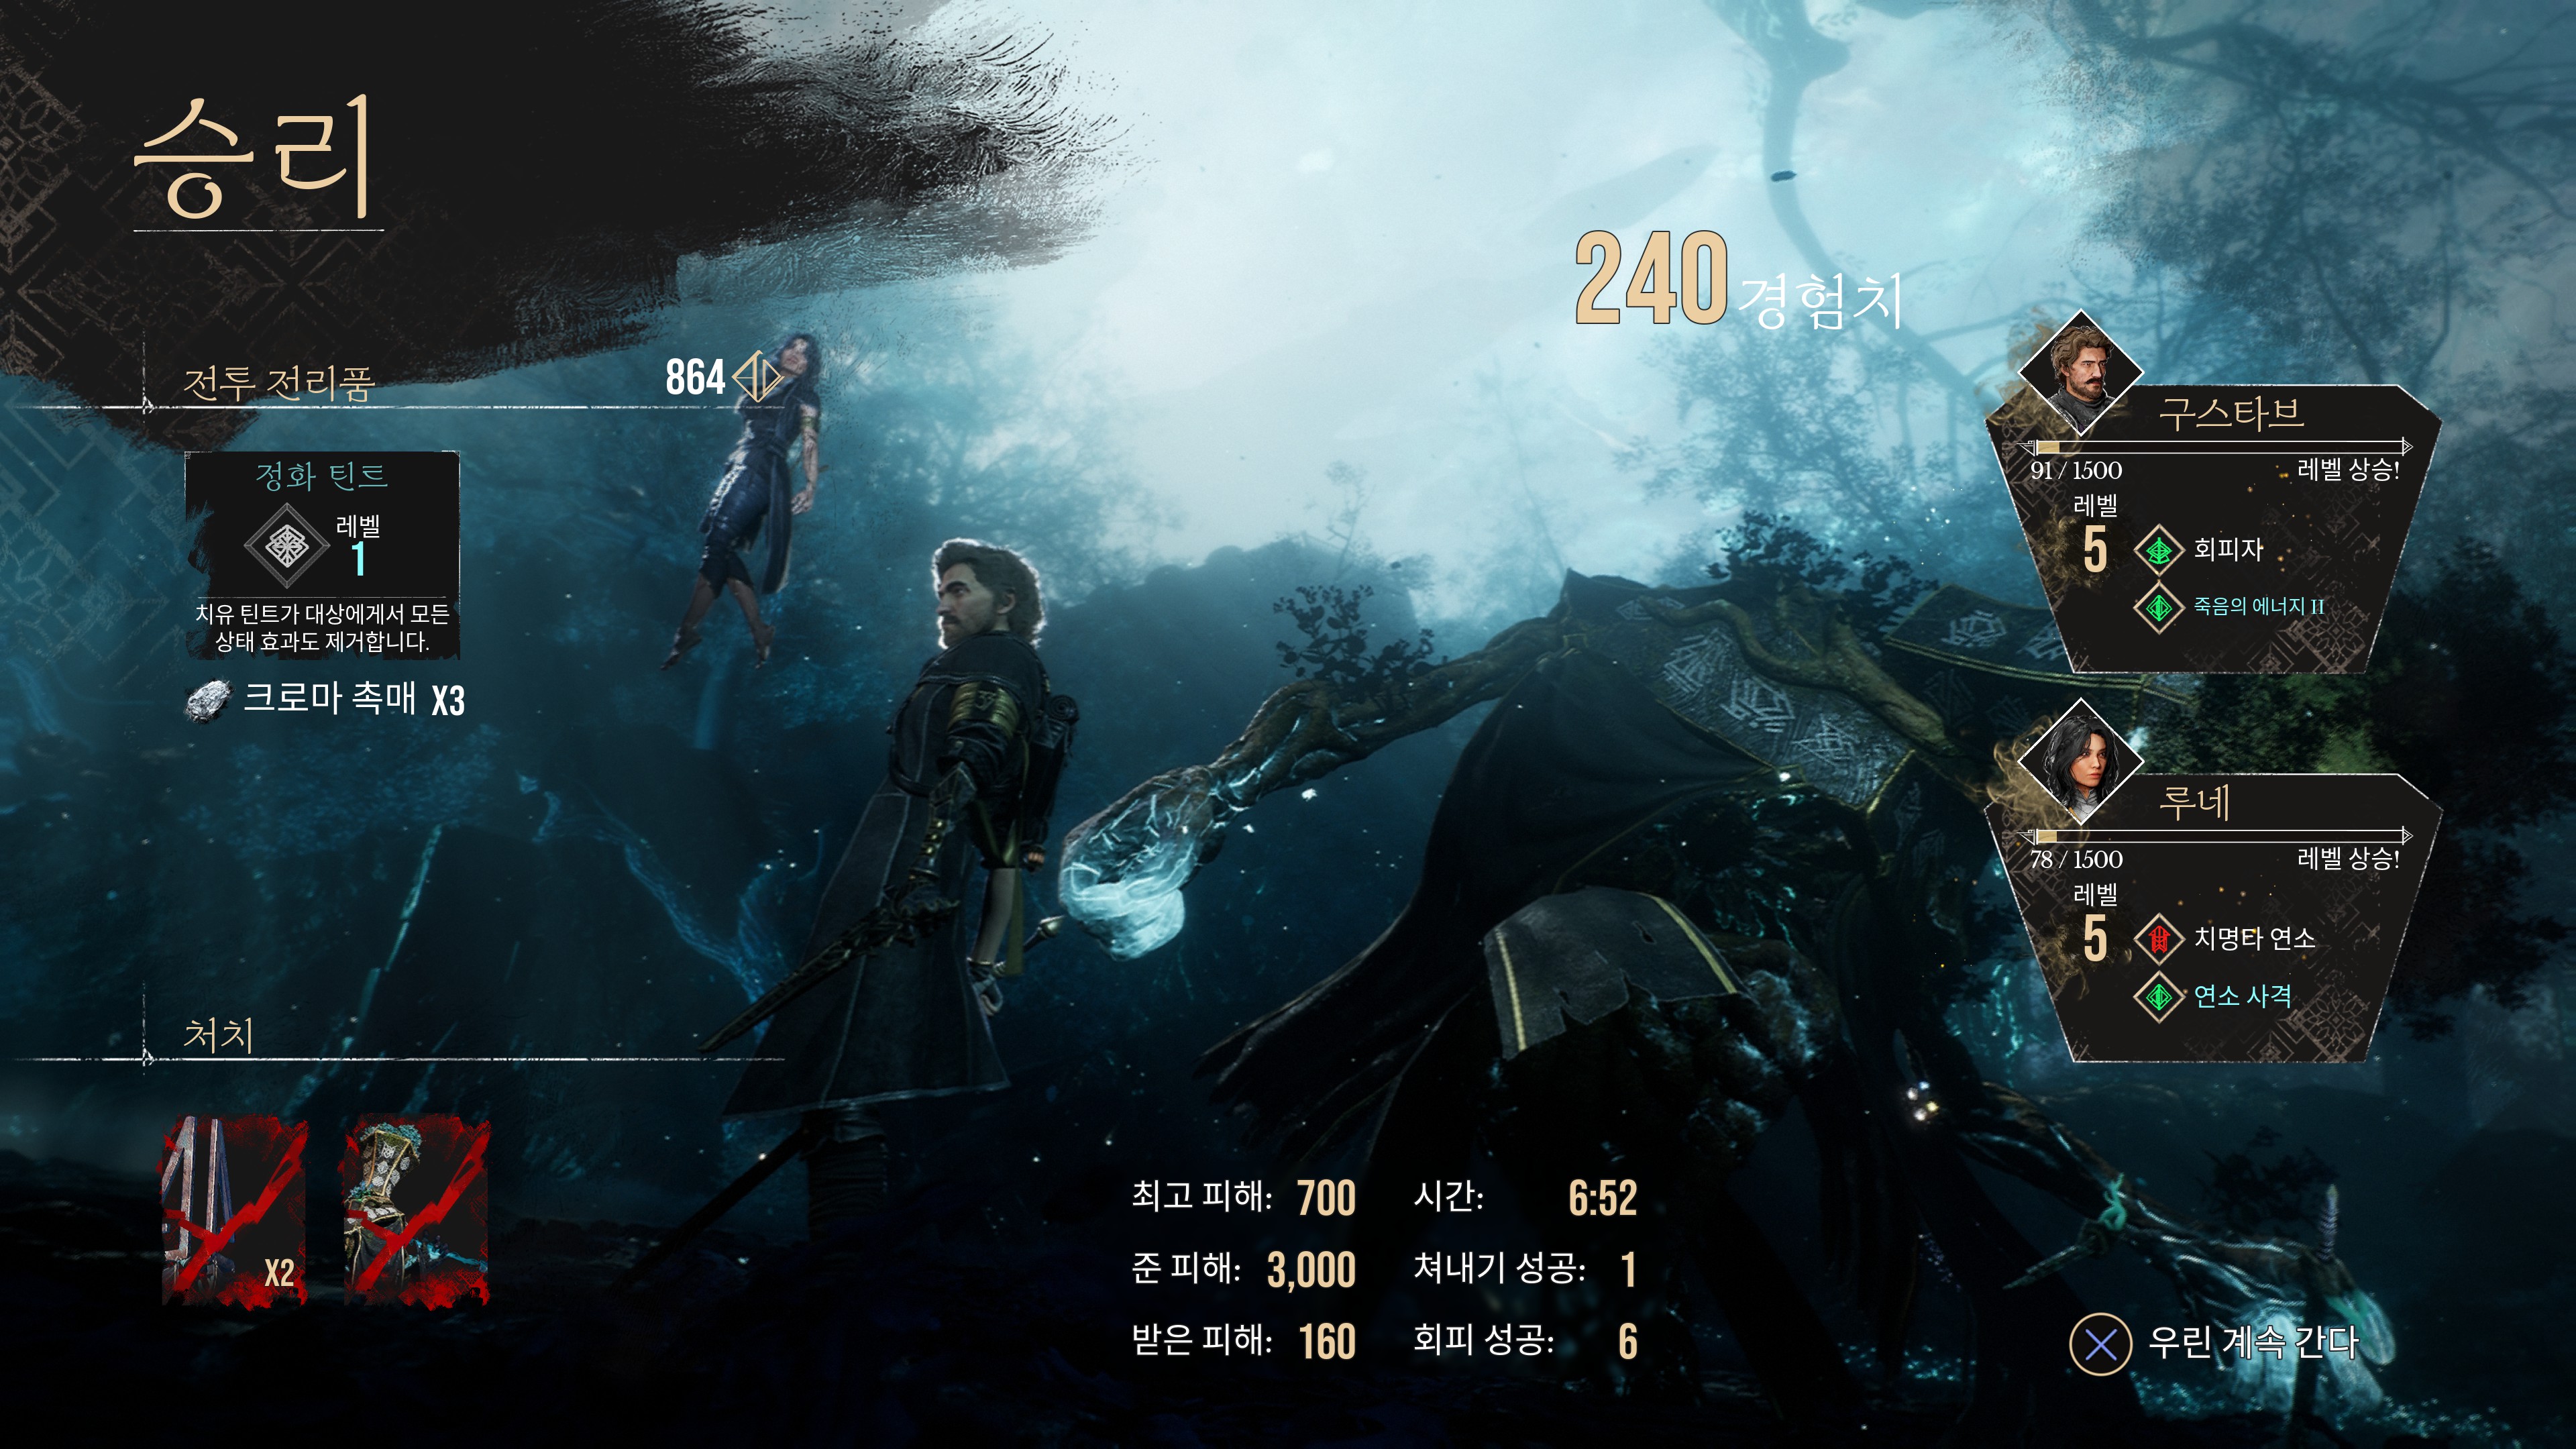 승리
240 경험치
전투 전리품 864
정화 틴트
레벨
1
치유 틴트가 대상에게서 모든
상태 효과도 제거합니다.
크로마 촉매 X3
처치
X2
구스타브
91 / 1500 레벨 상승!
레벨
5
회피자
죽음의 에너지 II
루네
78 / 1500 레벨 상승!
레벨
5
치명타 연소
연소 사격
최고 피해: 700 시간: 6:52
준 피해: 3,000 쳐내기 성공: 1
받은 피해: 160 회피 성공: 6
우린 계속 간다